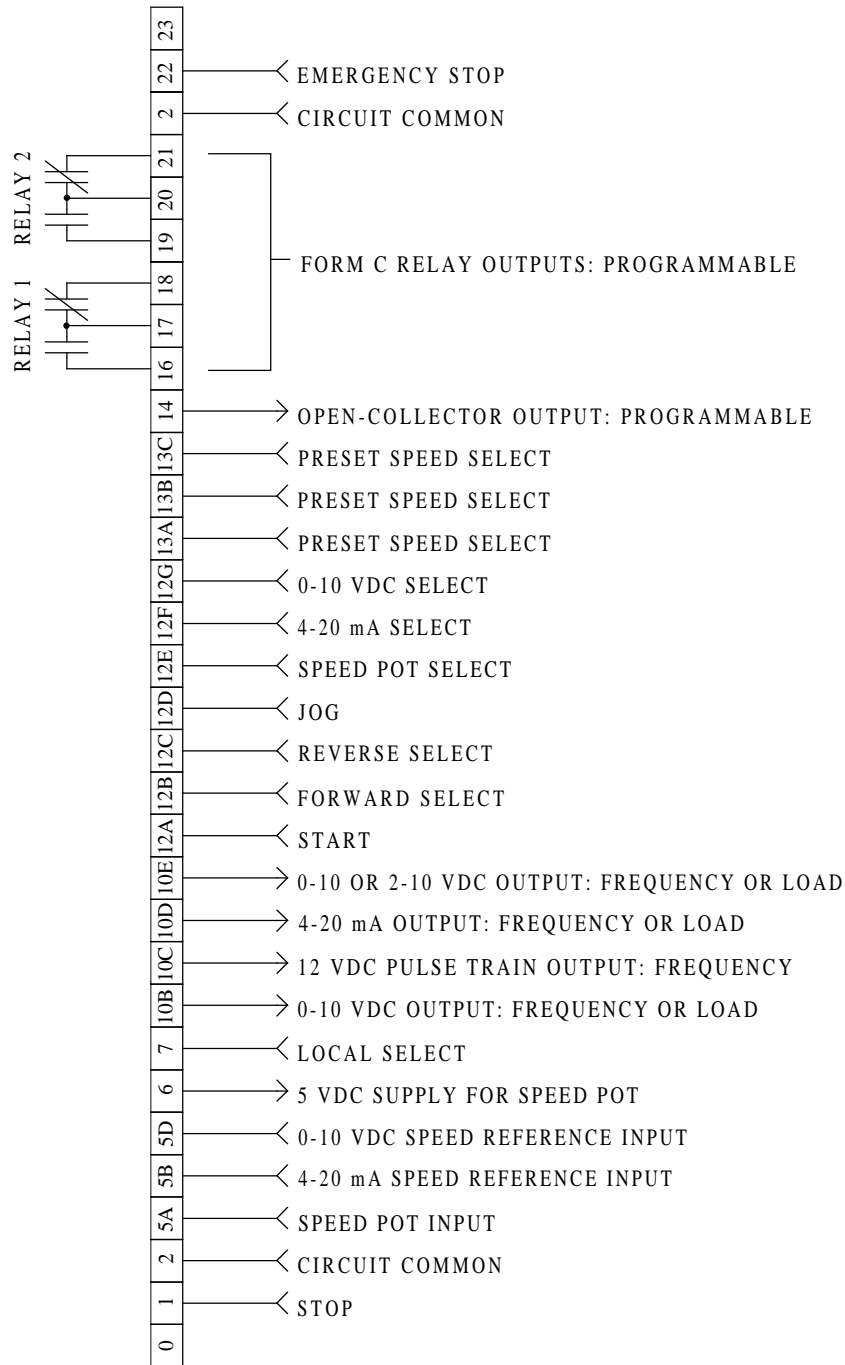 23
22 EMERGENCY STOP
2 CIRCUIT COMMON
21
RELAY 2
20
19
FORM C RELAY OUTPUTS: PROGRAMMABLE
18
RELAY 1
17
16
14 OPEN-COLLECTOR OUTPUT: PROGRAMMABLE
13C PRESET SPEED SELECT
13B PRESET SPEED SELECT
13A PRESET SPEED SELECT
12G 0-10 VDC SELECT
12F 4-20 mA SELECT
12E SPEED POT SELECT
12D JOG
12C REVERSE SELECT
12B FORWARD SELECT
12A START
10E 0-10 OR 2-10 VDC OUTPUT: FREQUENCY OR LOAD
10D 4-20 mA OUTPUT: FREQUENCY OR LOAD
10C 12 VDC PULSE TRAIN OUTPUT: FREQUENCY
10B 0-10 VDC OUTPUT: FREQUENCY OR LOAD
7 LOCAL SELECT
6 5 VDC SUPPLY FOR SPEED POT
5D 0-10 VDC SPEED REFERENCE INPUT
5B 4-20 mA SPEED REFERENCE INPUT
5A SPEED POT INPUT
2 CIRCUIT COMMON
1 STOP
0